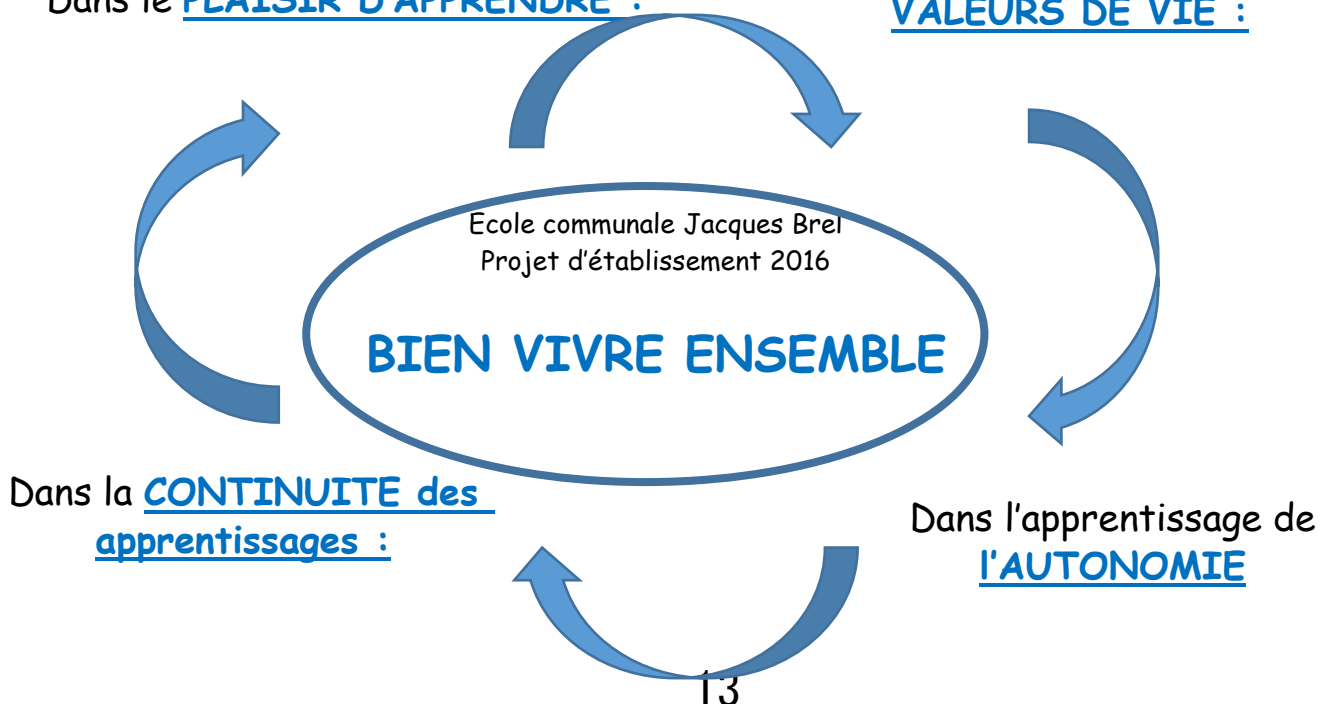 Dans le PLAISIR D'APPRENDRE :
VALEURS DE VIE :
Ecole communale Jacques Brel
Projet d'établissement 2016
BIEN VIVRE ENSEMBLE
Dans la CONTINUITE des
apprentissages :
Dans l'apprentissage de
l'AUTONOMIE
13